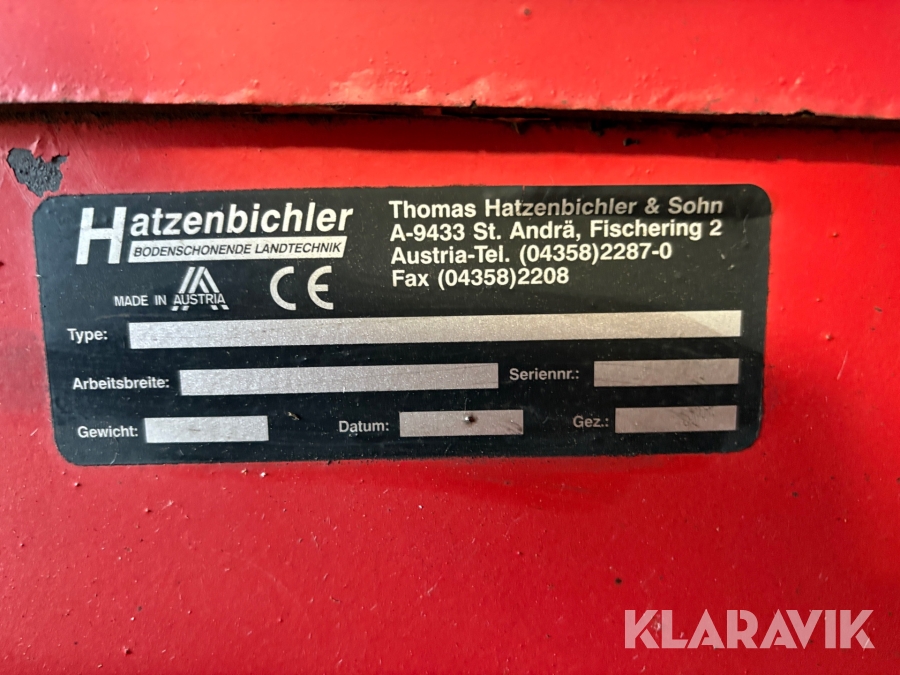 Hatzenbichler
BODENSCHONENDE LANDTECHNIK
MADE IN AUSTRIA
CE
Thomas Hatzenbichler & Sohn
A-9433 St. Andrä, Fischering 2
Austria-Tel. (04358)2287-0
Fax (04358)2208
Type:
Arbeitsbreite:
Seriennr.:
Gewicht:
Datum:
Gez.:
KLARAVIK